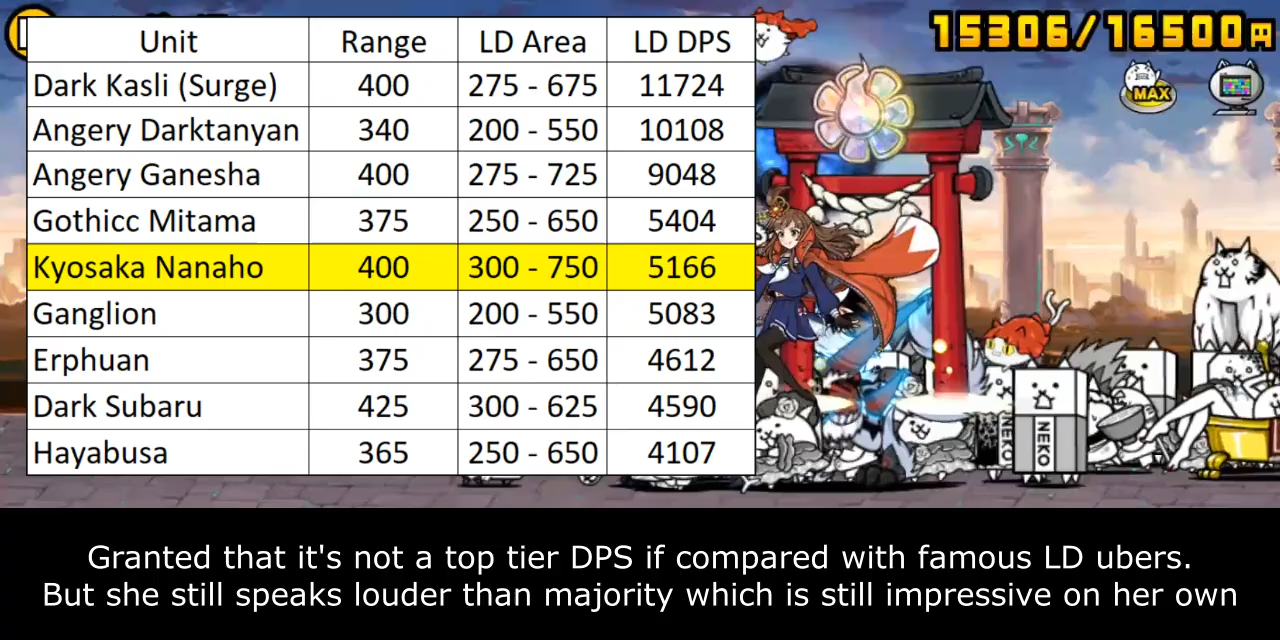 15306/16500円
MAX
Unit Range LD Area LD DPS
Dark Kasli (Surge) 400 275 - 675 11724
Angery Darktanyan 340 200 - 550 10108
Angery Ganesha 400 275 - 725 9048
Gothicc Mitama 375 250 - 650 5404
Kyosaka Nanaho 400 300 - 750 5166
Ganglion 300 200 - 550 5083
Erphuan 375 275 - 650 4612
Dark Subaru 425 300 - 625 4590
Hayabusa 365 250 - 650 4107
NEKO
NEKO
Granted that it's not a top tier DPS if compared with famous LD ubers.
But she still speaks louder than majority which is still impressive on her own